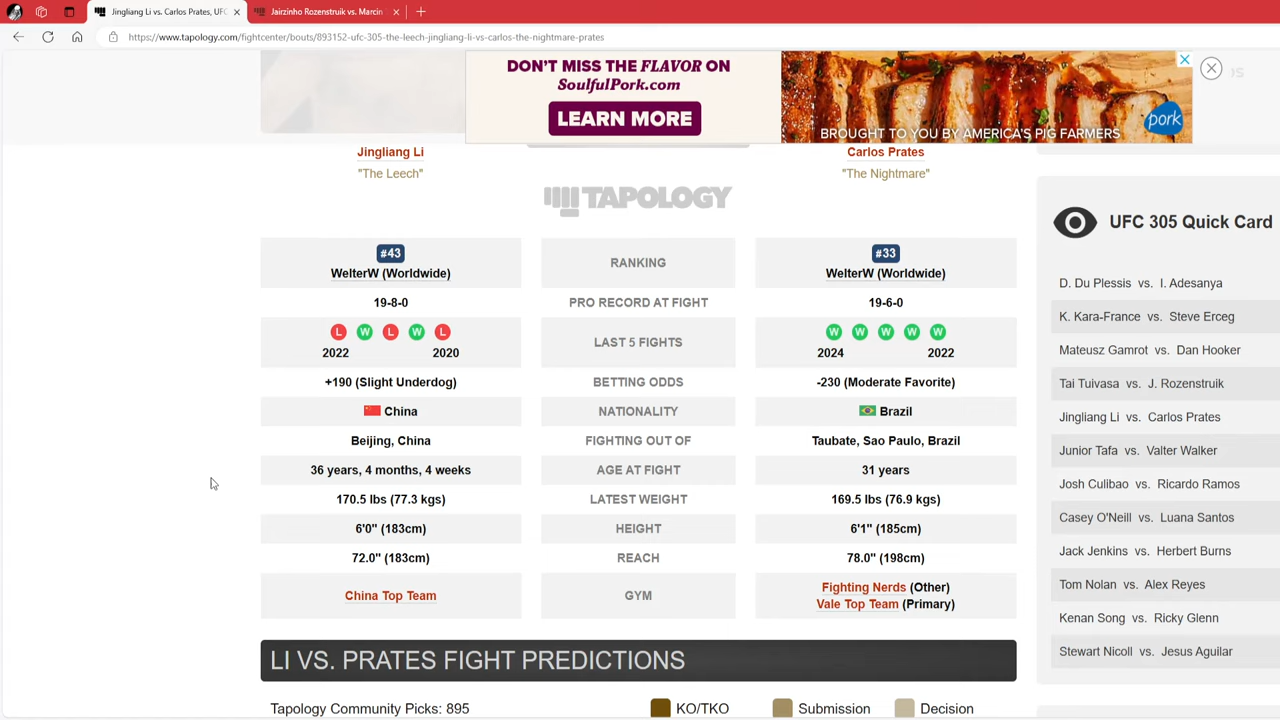 Jingliang Li vs. Carlos Prates, UFC
Jairzinho Rozenstruik vs. Marcin
https://www.tapology.com/fightcenter/bouts/893152-ufc-305-the-leech-jingliang-li-vs-carlos-the-nightmare-prates
DON'T MISS THE FLAVOR ON
SoulfulPork.com
LEARN MORE
BROUGHT TO YOU BY AMERICA'S PIG FARMERS
pork
Jingliang Li
Carlos Prates
"The Leech"
"The Nightmare"
TAPOLOGY
#43
WelterW (Worldwide)
RANKING
#33
WelterW (Worldwide)
19-8-0
PRO RECORD AT FIGHT
19-6-0
L W L W L
2022 2020
LAST 5 FIGHTS
W W W W W
2024 2022
+190 (Slight Underdog)
BETTING ODDS
-230 (Moderate Favorite)
China
NATIONALITY
Brazil
Beijing, China
FIGHTING OUT OF
Taubate, Sao Paulo, Brazil
36 years, 4 months, 4 weeks
AGE AT FIGHT
31 years
170.5 lbs (77.3 kgs)
LATEST WEIGHT
169.5 lbs (76.9 kgs)
6'0" (183cm)
HEIGHT
6'1" (185cm)
72.0" (183cm)
REACH
78.0" (198cm)
China Top Team
GYM
Fighting Nerds (Other)
Vale Top Team (Primary)
LI VS. PRATES FIGHT PREDICTIONS
Tapology Community Picks: 895
KO/TKO
Submission
Decision
UFC 305 Quick Card
D. Du Plessis vs. I. Adesanya
K. Kara-France vs. Steve Erceg
Mateusz Gamrot vs. Dan Hooker
Tai Tuivasa vs. J. Rozenstruik
Jingliang Li vs. Carlos Prates
Junior Tafa vs. Valter Walker
Josh Culibao vs. Ricardo Ramos
Casey O'Neill vs. Luana Santos
Jack Jenkins vs. Herbert Burns
Tom Nolan vs. Alex Reyes
Kenan Song vs. Ricky Glenn
Stewart Nicoll vs. Jesus Aguilar